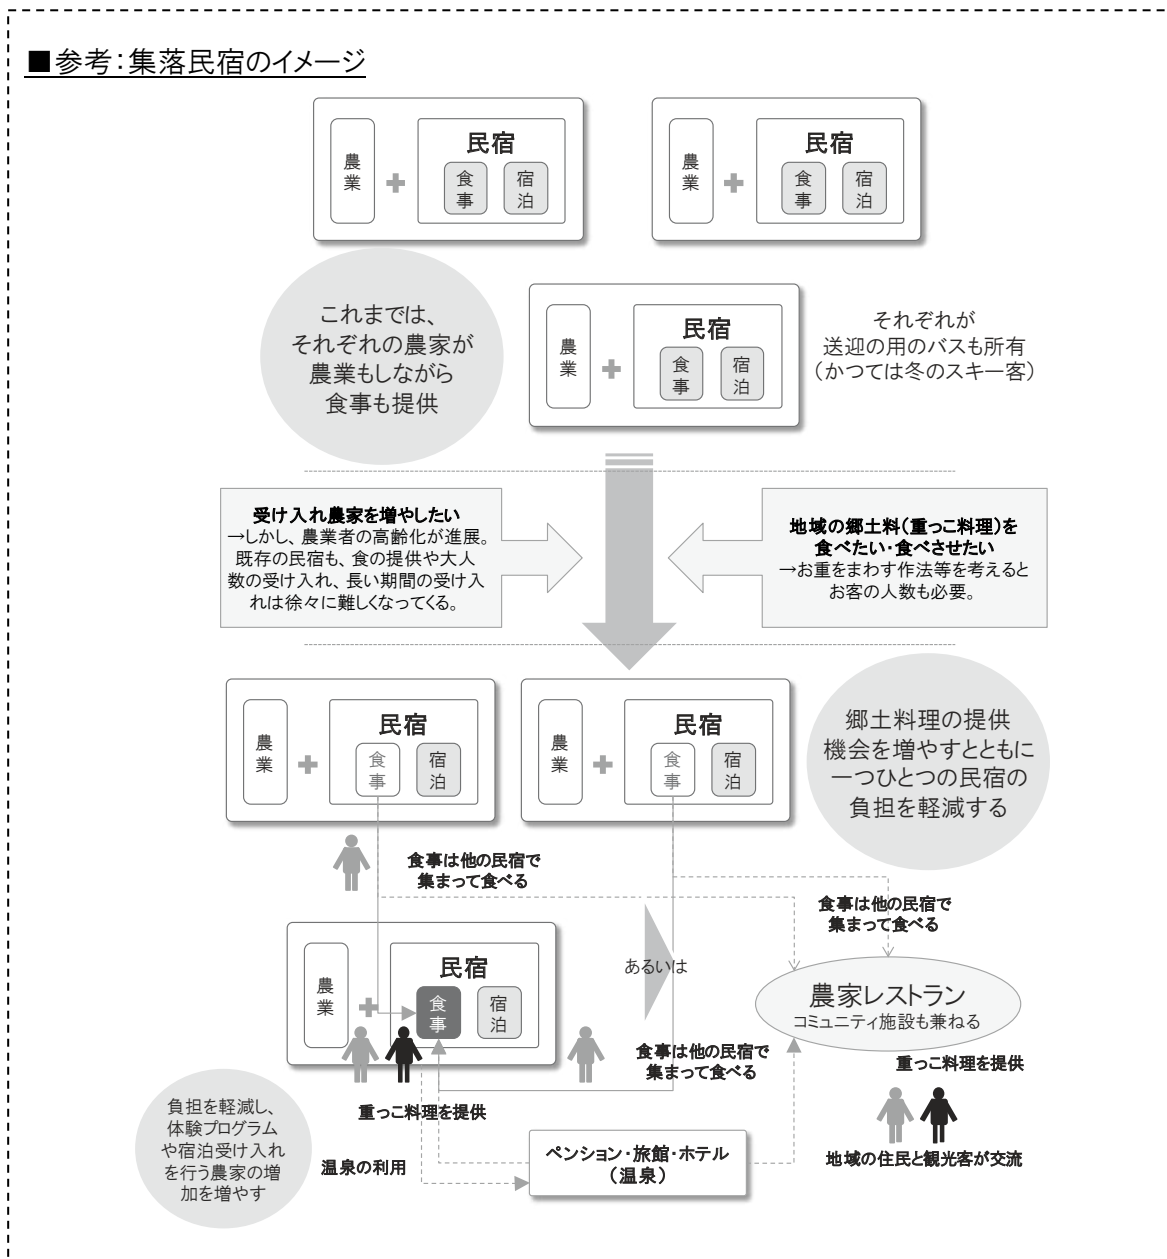 ■参考：集落民宿のイメージ
農業
民宿
食事
宿泊
農業
民宿
食事
宿泊
これまでは、
それぞれの農家が
農業もしながら
食事も提供
農業
民宿
食事
宿泊
それぞれが
送迎の用のバスも所有
（かつては冬のスキー客）
受け入れ農家を増やしたい
→しかし、農業者の高齢化が進展。
既存の民宿も、食の提供や大人
数の受け入れ、長い期間の受け入
れは徐々に難しくなってくる。
地域の郷土料（重っこ料理）を
食べたい・食べさせたい
→お重をまわす作法等を考えると
お客の人数も必要。
農業
民宿
食事
宿泊
農業
民宿
食事
宿泊
郷土料理の提供
機会を増やすとともに
一つひとつの民宿の
負担を軽減する
食事は他の民宿で
集まって食べる
食事は他の民宿で
集まって食べる
農業
民宿
食事
宿泊
あるいは
農家レストラン
コミュニティ施設も兼ねる
食事は他の民宿で
集まって食べる
重っこ料理を提供
重っこ料理を提供
負担を軽減し、
体験プログラム
や宿泊受け入れ
を行う農家の増
加を増やす
温泉の利用
ペンション・旅館・ホテル
（温泉）
地域の住民と観光客が交流